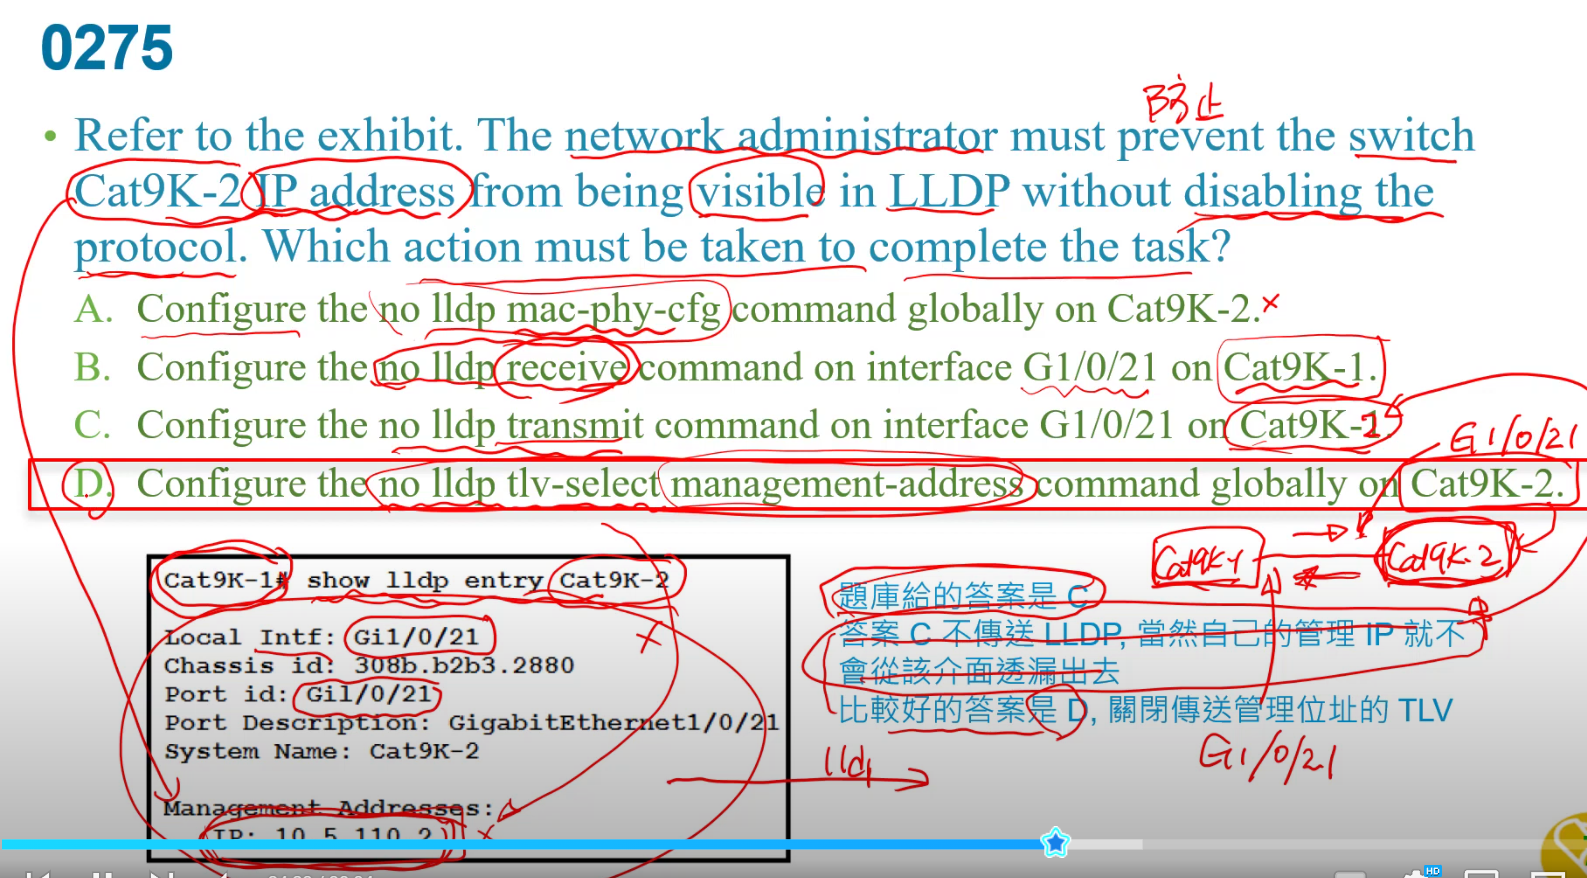 0275
防止
• Refer to the exhibit. The network administrator must prevent the switch
Cat9K-2 IP address from being visible in LLDP without disabling the
protocol. Which action must be taken to complete the task?
A. Configure the no lldp mac-phy-cfg command globally on Cat9K-2.
B. Configure the no lldp receive command on interface G1/0/21 on Cat9K-1.
C. Configure the no lldp transmit command on interface G1/0/21 on Cat9K-1.
G1/0/21
D. Configure the no lldp tlv-select management-address command globally on Cat9K-2.
Cat9K-1
Cat9K-2
Cat9K-1# show lldp entry Cat9K-2
Local Intf: Gi1/0/21
Chassis id: 308b.b2b3.2880
Port id: Gi1/0/21
Port Description: GigabitEthernet1/0/21
System Name: Cat9K-2
Management Addresses:
IP: 10.5.110.2
題庫給的答案是 C
答案 C 不傳送 LLDP, 當然自己的管理 IP 就不
會從該介面透漏出去
比較好的答案是 D, 關閉傳送管理位址的 TLV
G1/0/21
lldp
HD